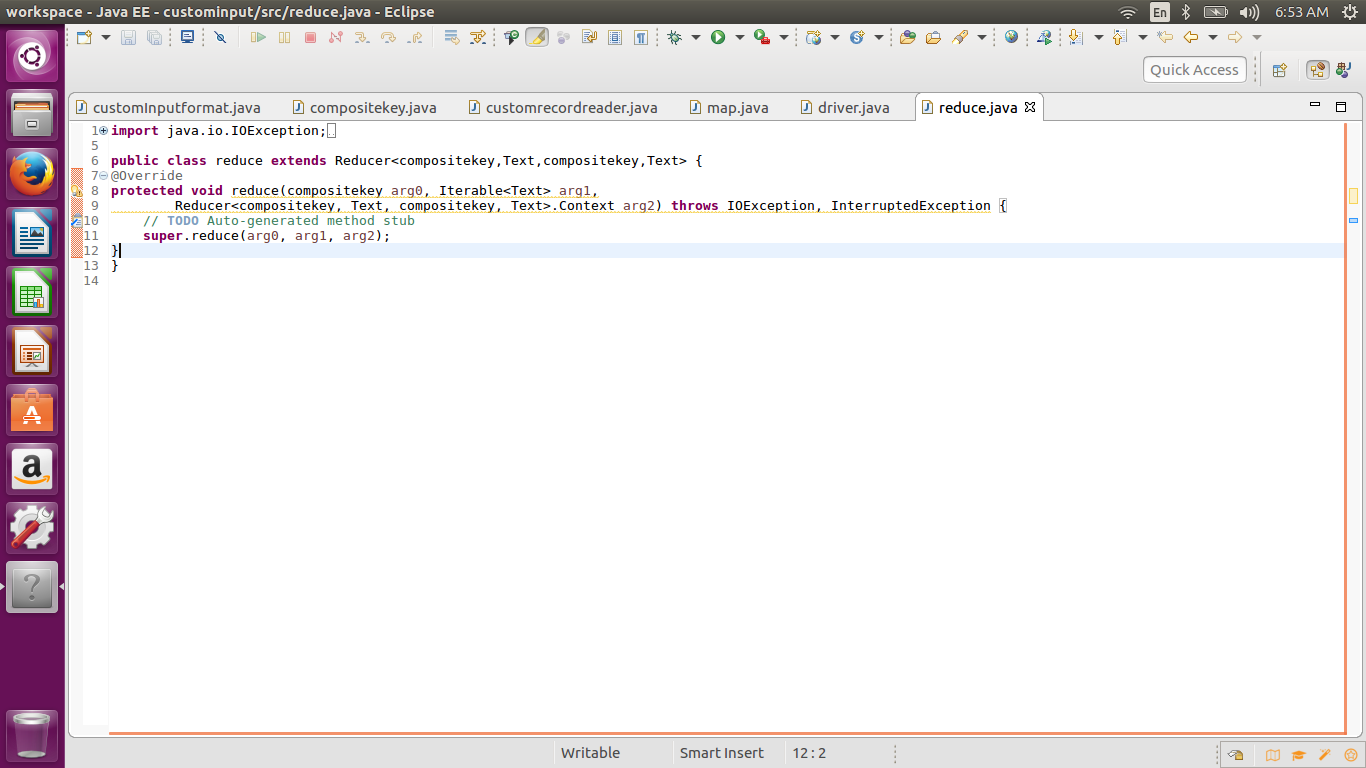 workspace - Java EE - custominput/src/reduce.java - Eclipse
En
6:53 AM
Quick Access
customInputformat.java
compositekey.java
customrecordreader.java
map.java
driver.java
reduce.java
1 import java.io.IOException;
5
6 public class reduce extends Reducer<compositekey,Text,compositekey,Text> {
7 @Override
8 protected void reduce(compositekey arg0, Iterable<Text> arg1,
9 Reducer<compositekey, Text, compositekey, Text>.Context arg2) throws IOException, InterruptedException {
10 // TODO Auto-generated method stub
11 super.reduce(arg0, arg1, arg2);
12 }
13 }
14
Writable
Smart Insert
12 : 2